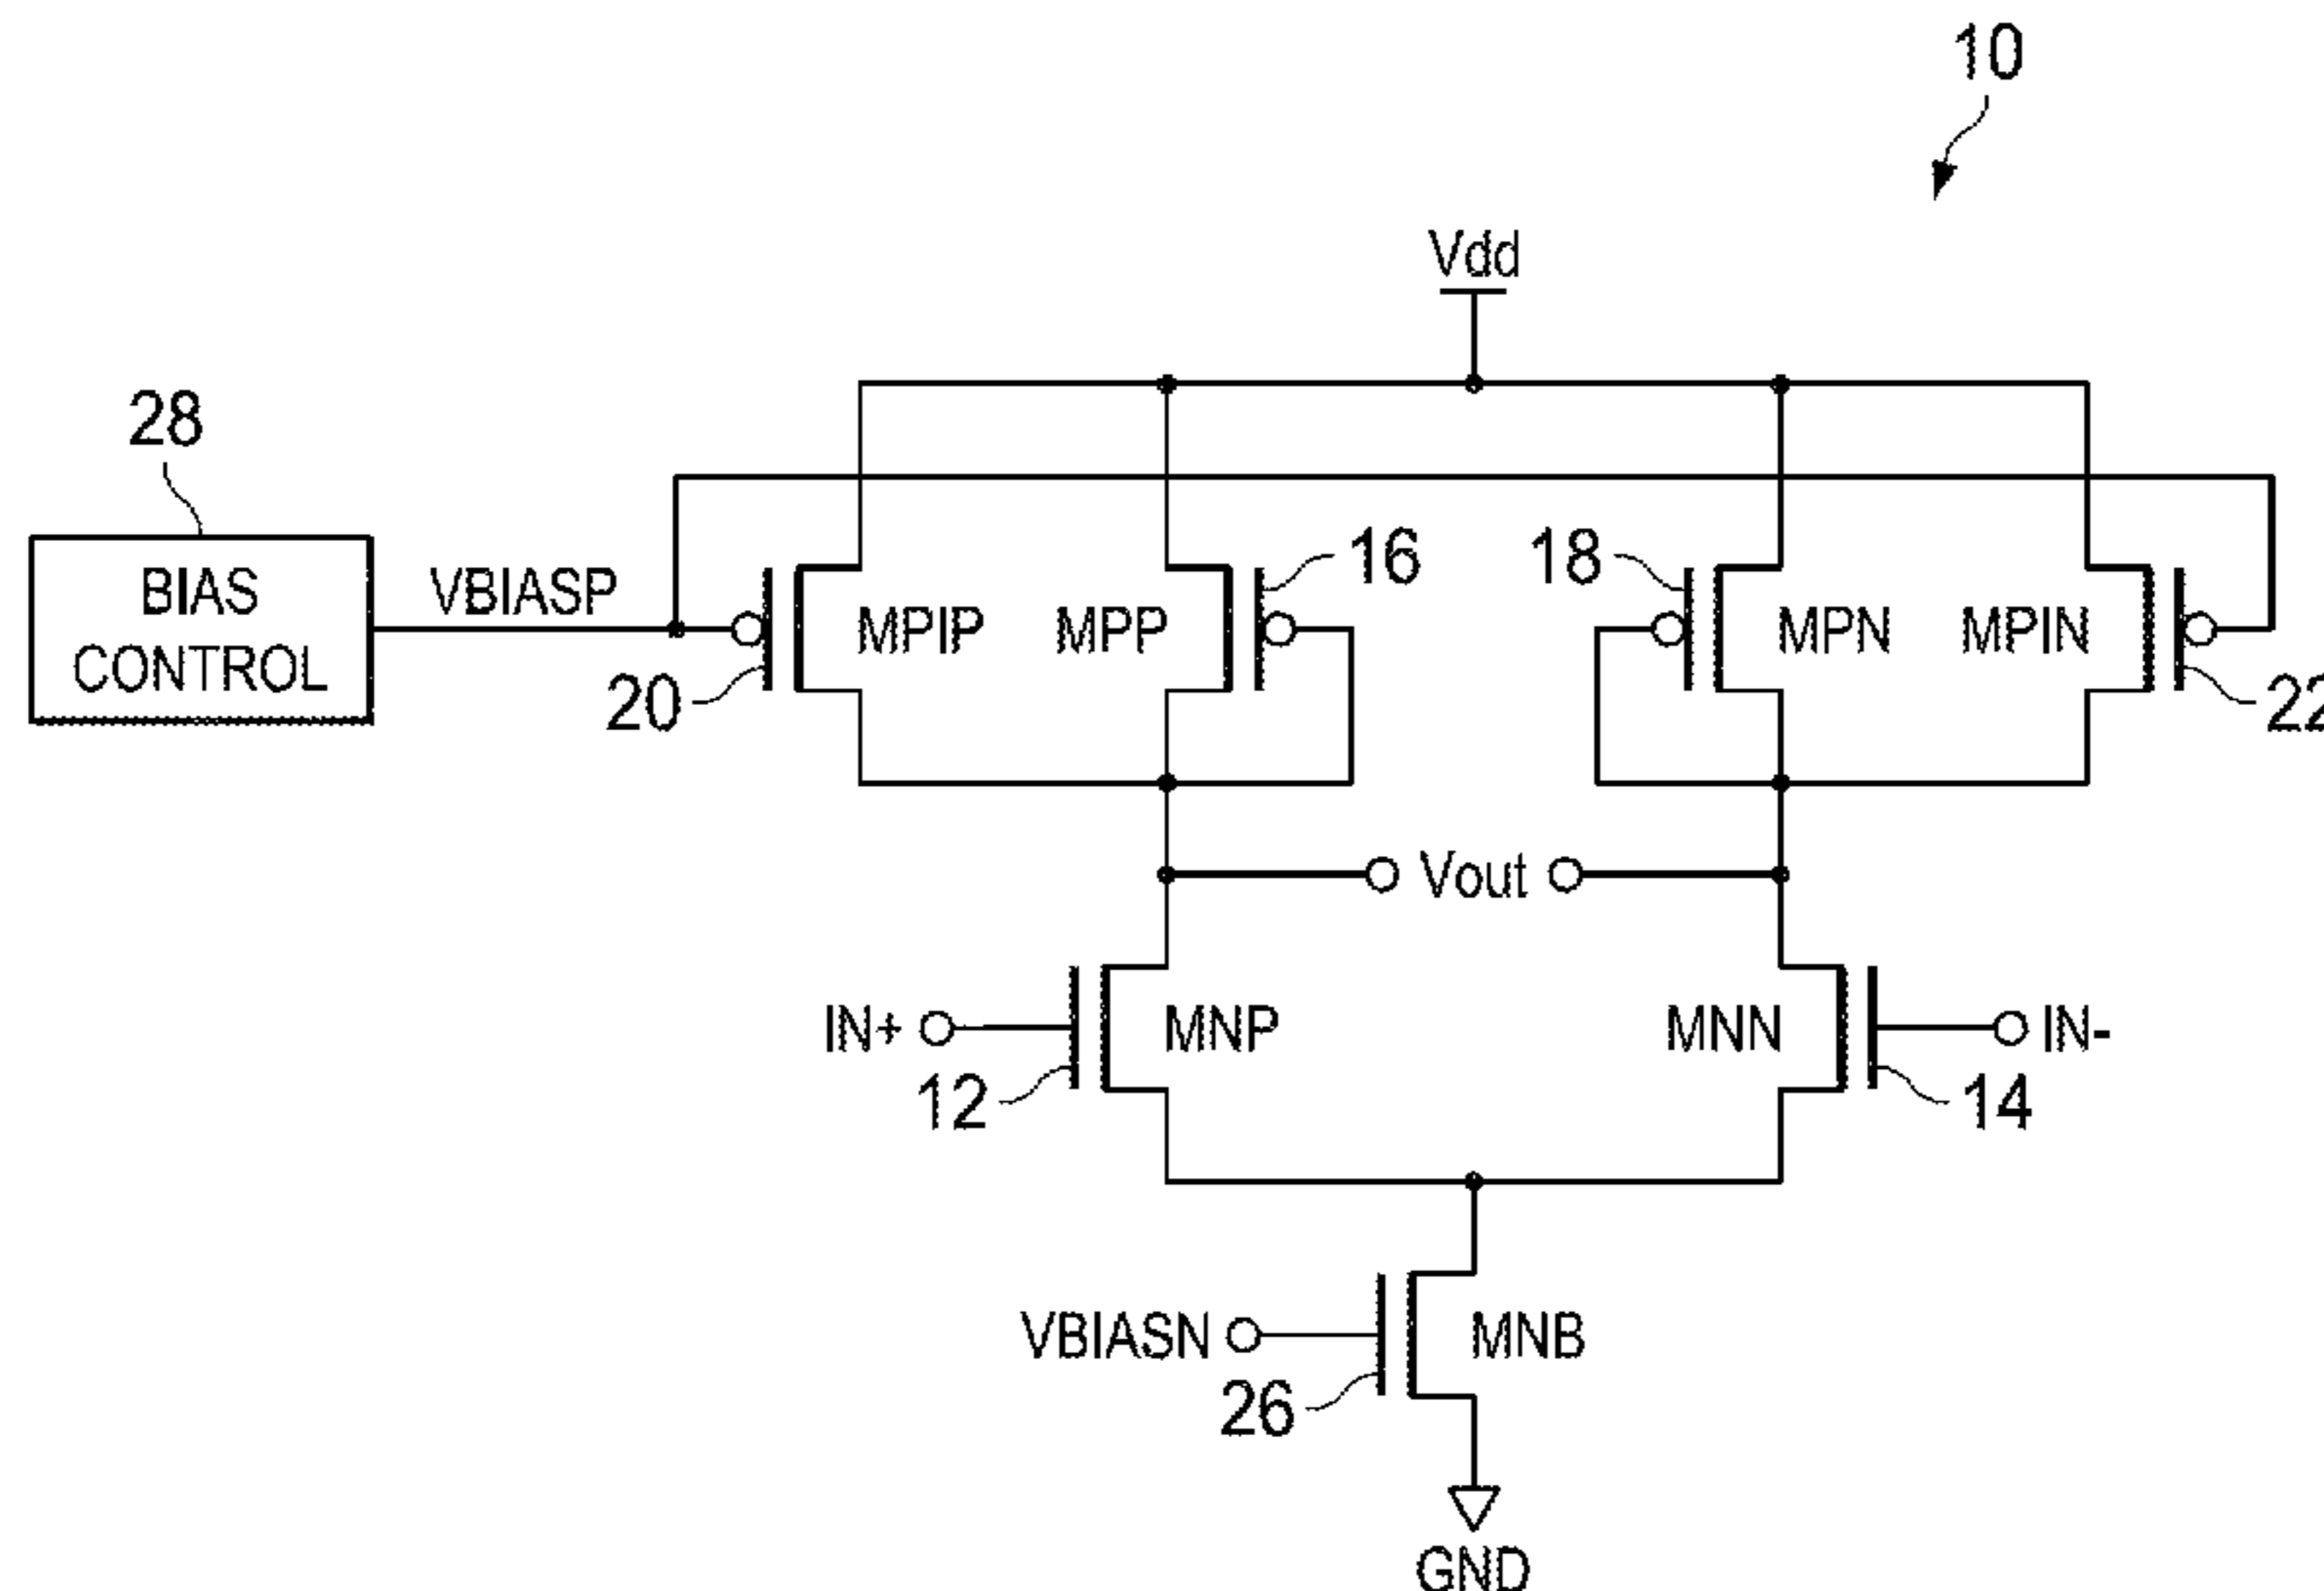 10
Vdd
28
BIAS
CONTROL
VBIASP
16
18
MPIP
MPP
MPN
MPIN
20
22
Vout
IN+
MNP
MNN
IN-
12
14
VBIASN
MNB
26
GND